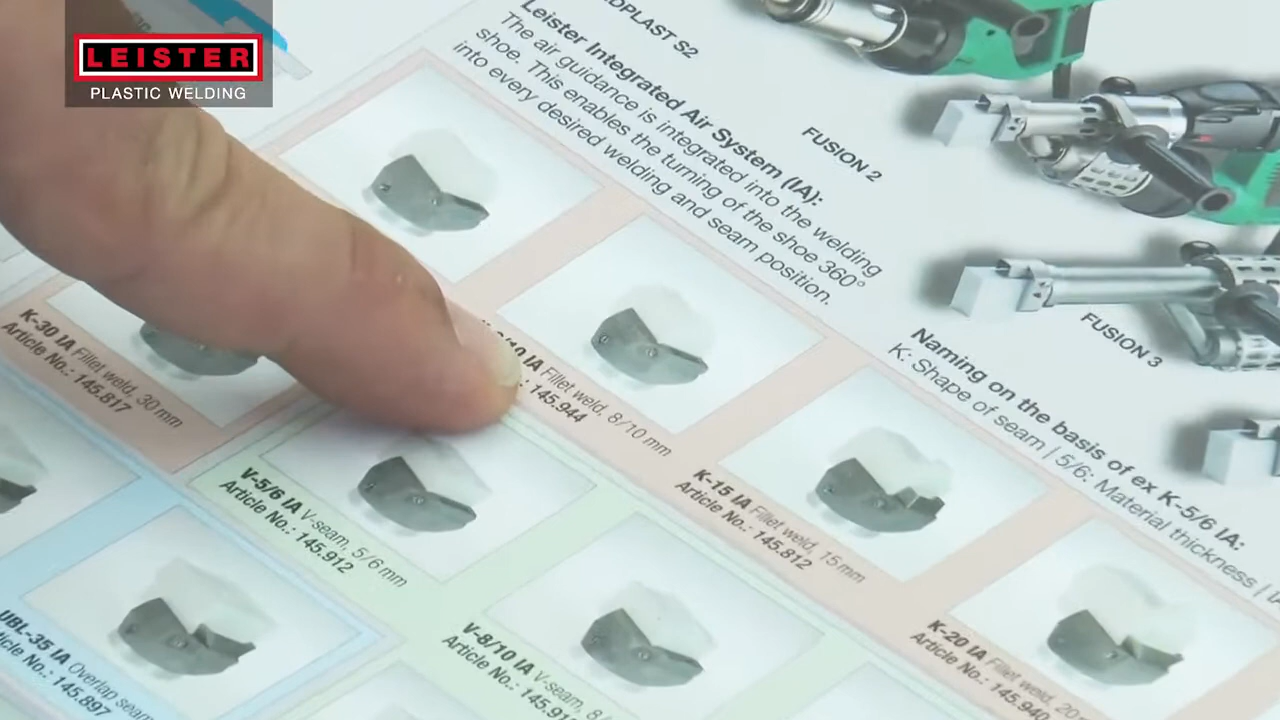 LEISTER
PLASTIC WELDING
S2
Leister Integrated Air System (IA):
The air guidance is integrated into the welding
shoe. This enables the turning of the shoe 360°
into every desired welding and seam position.
FUSION 2
FUSION 3
Naming on the basis of ex K-5/6 IA:
K: Shape of seam | 5/6: Material thickness |
K-30 IA Fillet weld, 30 mm
Article No.: 145.817
IA Fillet weld, 8/10 mm
145.944
K-15 IA Fillet weld, 15 mm
Article No.: 145.812
K-20 IA Fillet weld,
Article No.:
V-5/6 IA V-seam, 5/6 mm
Article No.: 145.912
V-8/10 IA V-seam,
Article No.:
UBL-35 IA Overlap seam
No.: 145.897